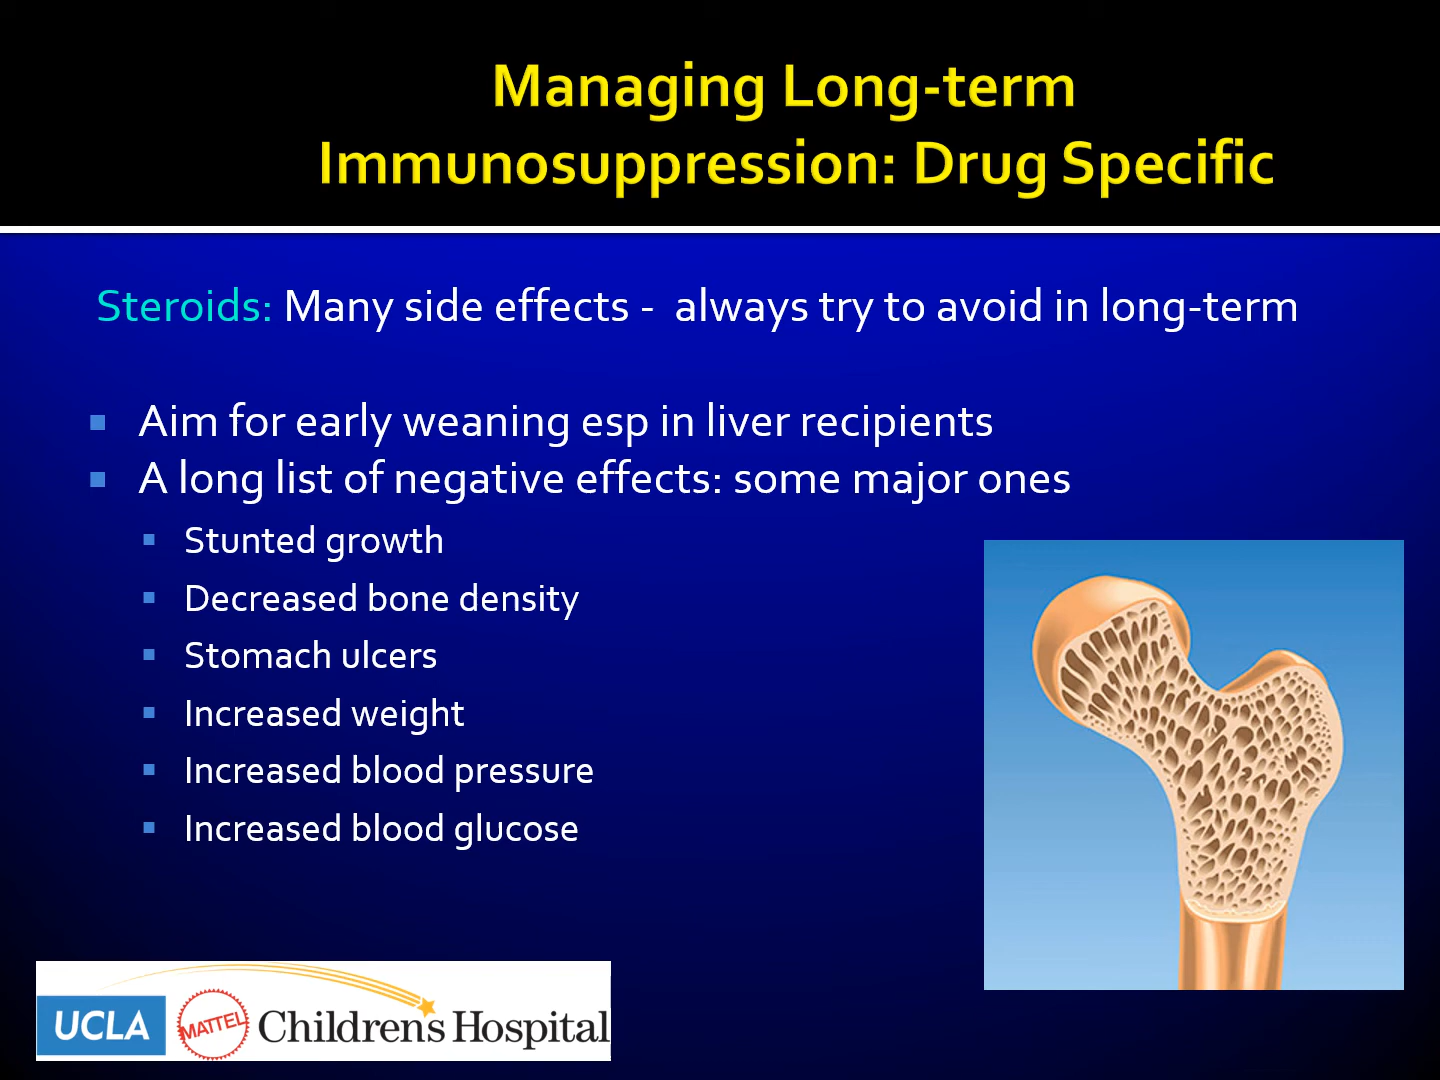 Managing Long-term
Immunosuppression: Drug Specific
Steroids: Many side effects - always try to avoid in long-term
Aim for early weaning esp in liver recipients
A long list of negative effects: some major ones
Stunted growth
Decreased bone density
Stomach ulcers
Increased weight
Increased blood pressure
Increased blood glucose
UCLA MATTEL Children's Hospital